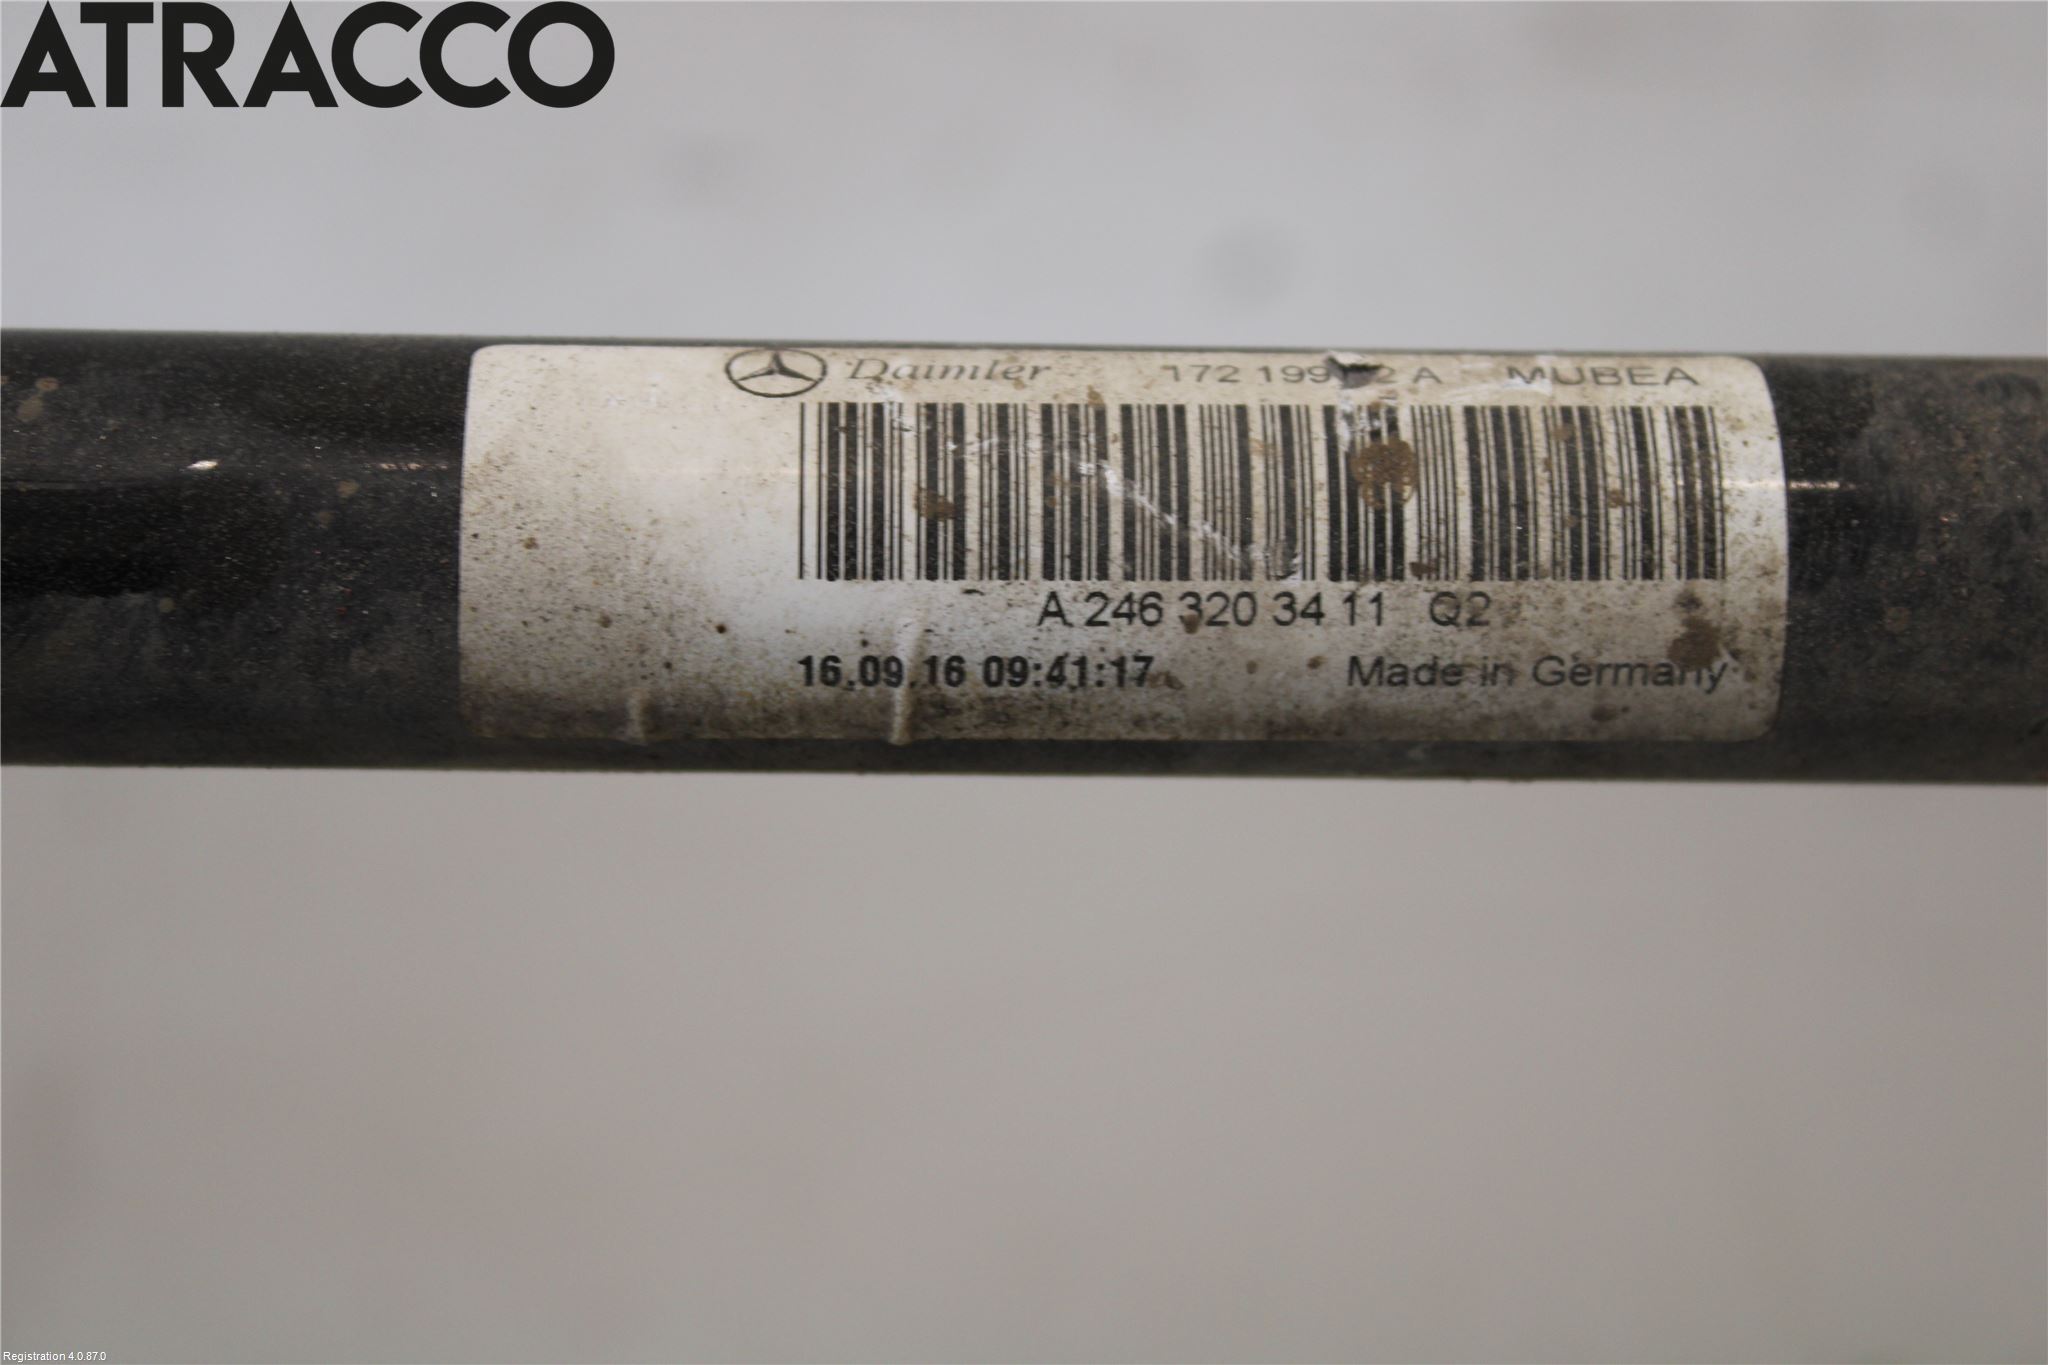 ATRACCO
Daimler 172 A MUBEA
A 246 320 34 11 Q2
16.09.16 09:41:17 Made in Germany
Registration 4.0.87.0